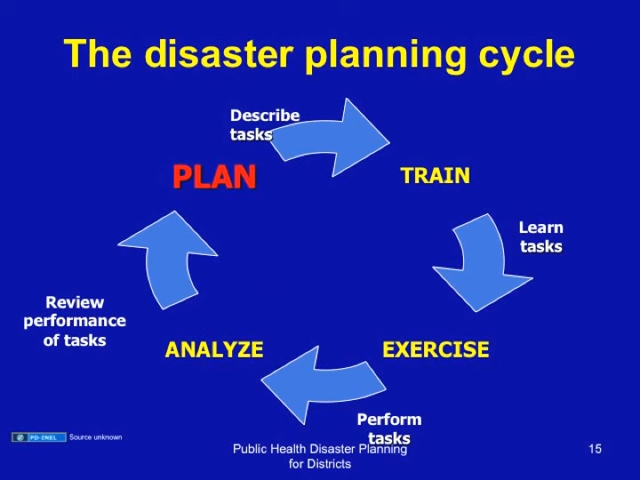 The disaster planning cycle
Describe
tasks
PLAN
TRAIN
Learn
tasks
Review
performance
of tasks
ANALYZE
EXERCISE
Perform
tasks
PD-INEL
Source unknown
Public Health Disaster Planning
for Districts
15